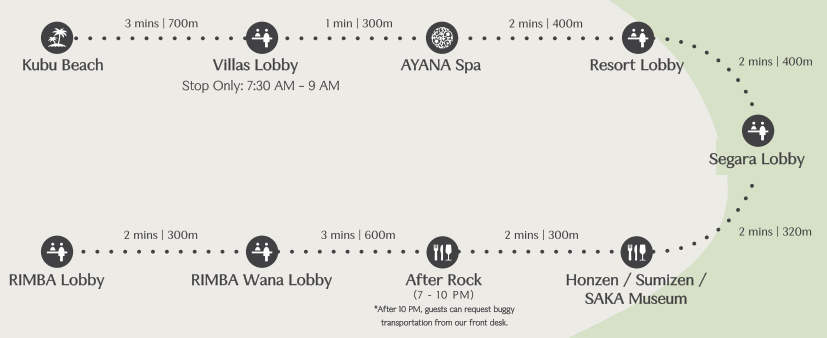 3 mins | 700m
1 min | 300m
2 mins | 400m
Kubu Beach
Villas Lobby
AYANA Spa
Resort Lobby
Stop Only: 7:30 AM – 9 AM
2 mins | 400m
Segara Lobby
2 mins | 320m
2 mins | 300m
3 mins | 600m
2 mins | 300m
RIMBA Lobby
RIMBA Wana Lobby
After Rock
(7 - 10 PM)
*After 10 PM, guests can request buggy
transportation from our front desk.
Honzen / Sumizen /
SAKA Museum